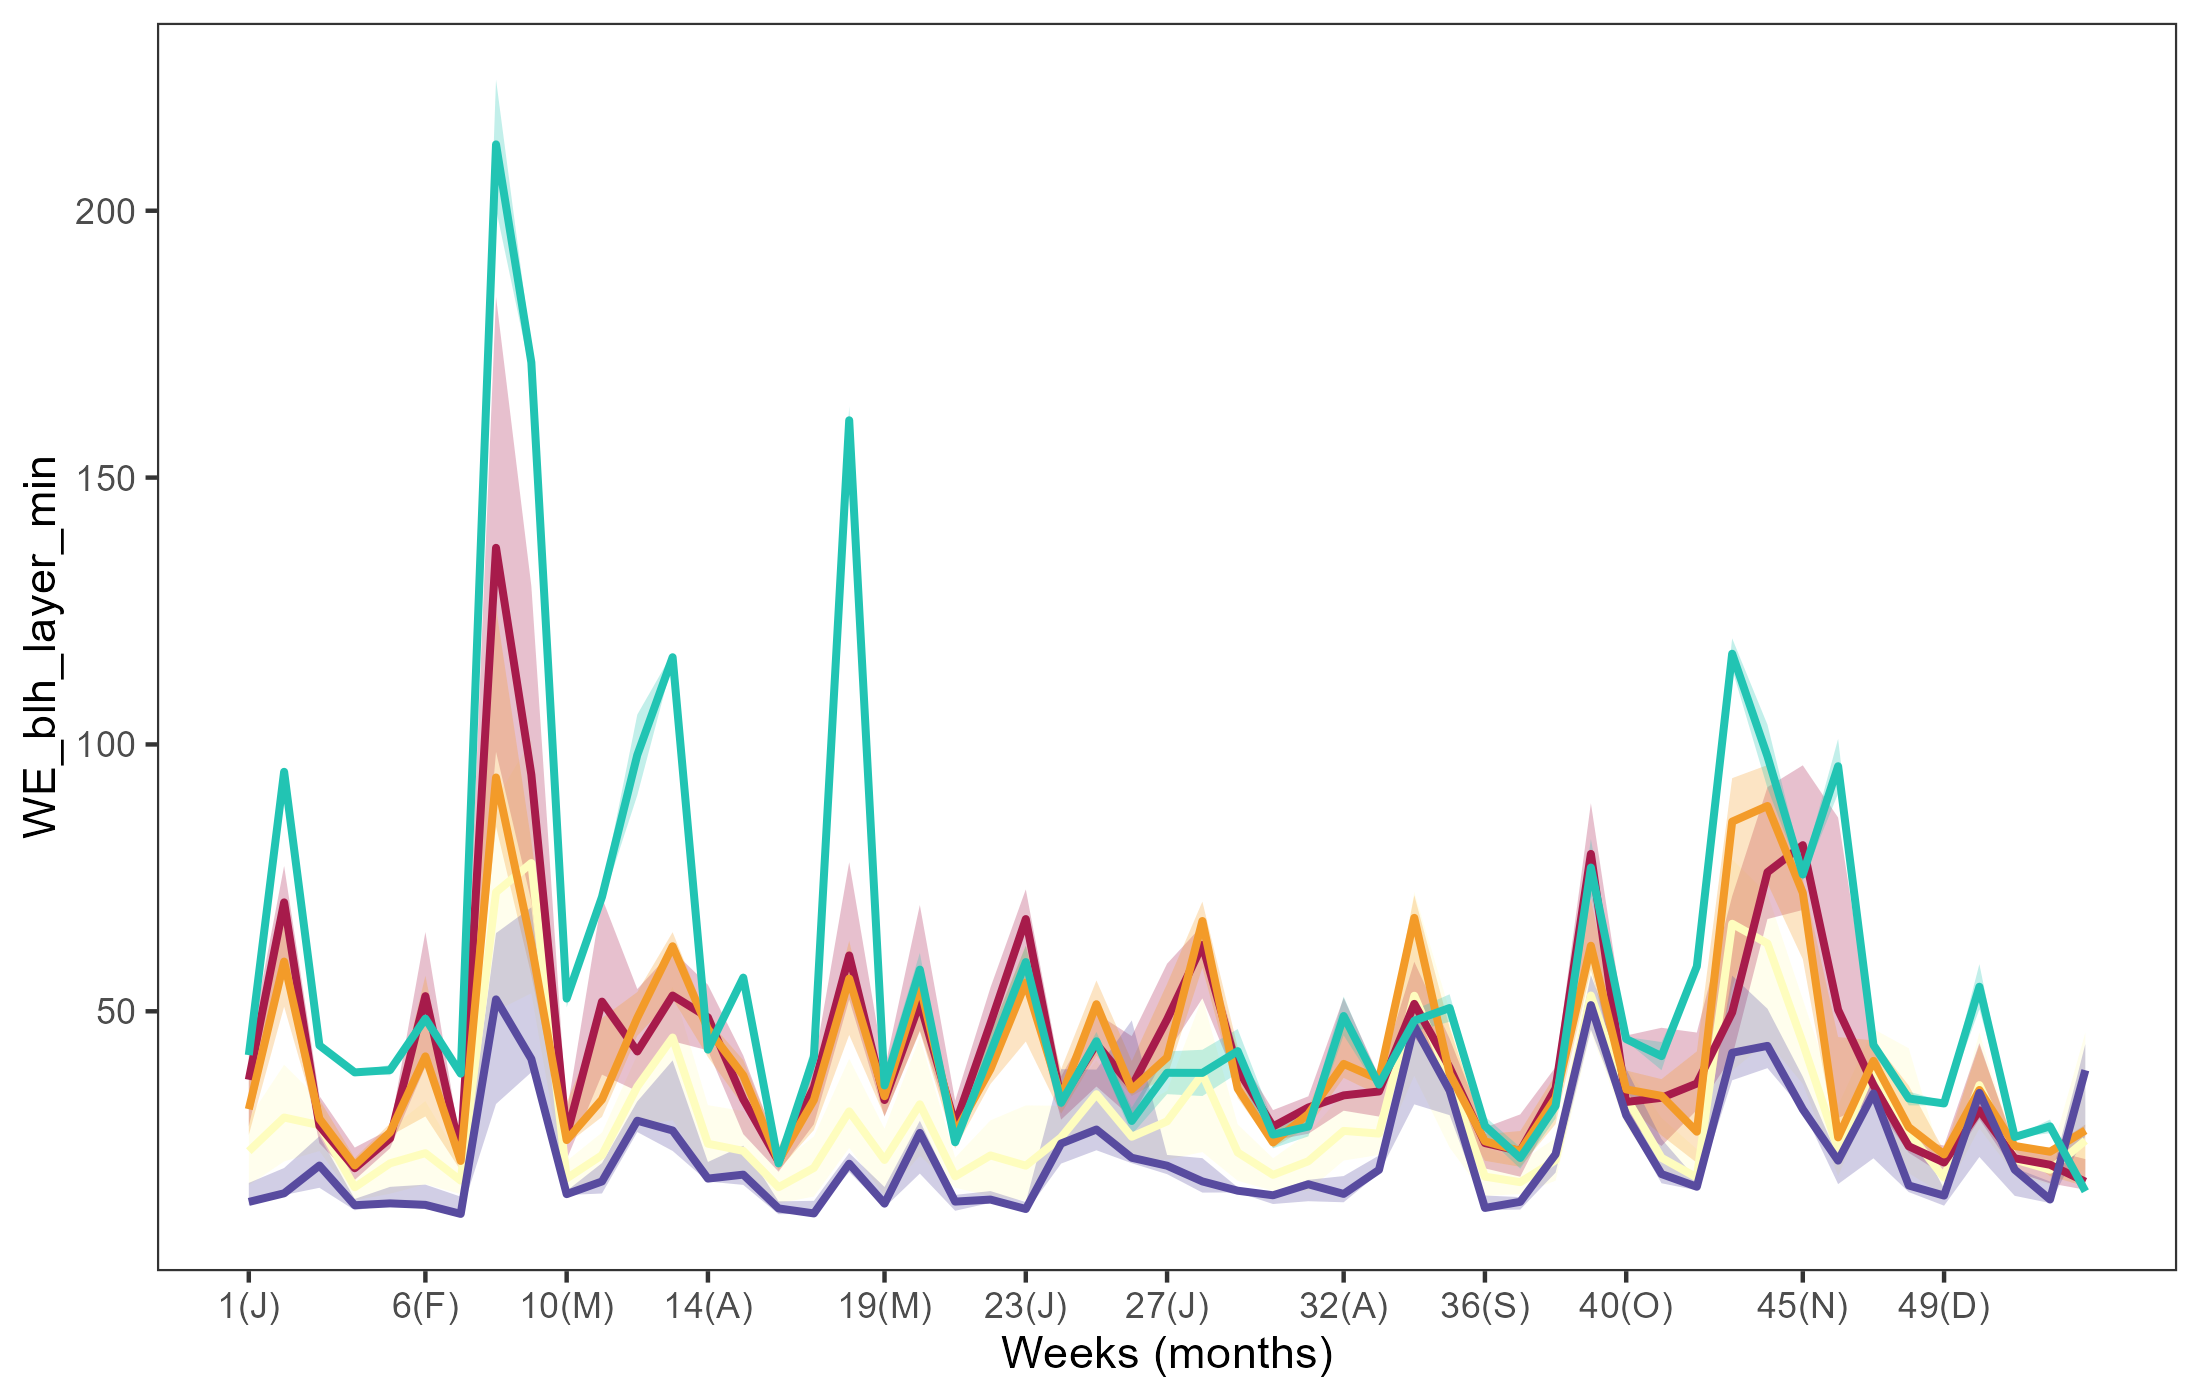 WE_blh_layer_min
200
150
100
50
1(J) 6(F) 10(M) 14(A) 19(M) 23(J) 27(J) 32(A) 36(S) 40(O) 45(N) 49(D)
Weeks (months)